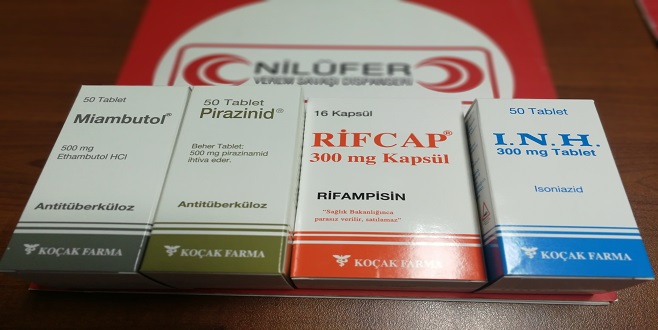 NİLÜFER
VEREM SAVAŞI DİSPANSERİ
50 Tablet
Miambutol®
500 mg
Ethambutol HCl
Antitüberküloz
KOÇAK FARMA
50 Tablet
Pirazinid®
Beher Tablet;
500 mg pirazinamid
ihtiva eder.
Antitüberküloz
KOÇAK FARMA
16 Kapsül
RİFCAP®
300 mg Kapsül
RİFAMPİSİN
"Sağlık Bakanlığınca
parasız verilir, satılamaz"
KOÇAK FARMA
50 Tablet
I.N.H.®
300 mg Tablet
Isoniazid
KOÇAK FARMA